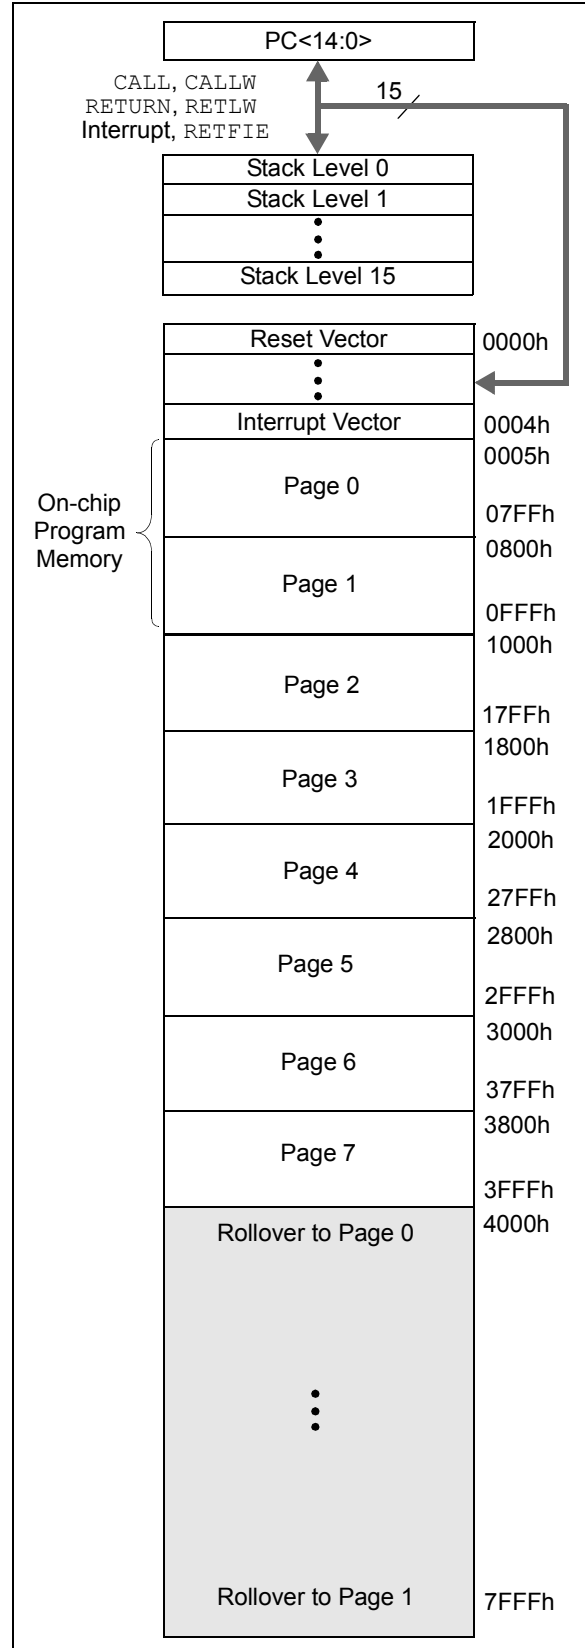 PC<14:0>
CALL, CALLW
RETURN, RETLW
Interrupt, RETFIE
15
Stack Level 0
Stack Level 1
Stack Level 15
Reset Vector
0000h
Interrupt Vector
0004h
On-chip
Program
Memory
0005h
Page 0
07FFh
0800h
Page 1
0FFFh
1000h
Page 2
17FFh
1800h
Page 3
1FFFh
2000h
Page 4
27FFh
2800h
Page 5
2FFFh
3000h
Page 6
37FFh
3800h
Page 7
3FFFh
Rollover to Page 0
4000h
Rollover to Page 1
7FFFh